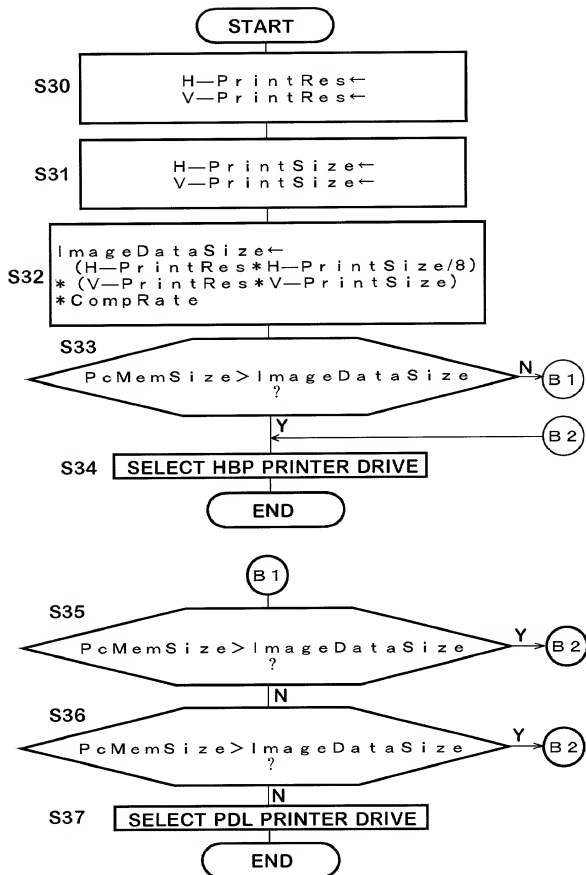 START
S30
H—PrintRes←
V—PrintRes←
S31
H—PrintSize←
V—PrintSize←
S32
ImageDataSize←
(H—PrintRes*H—PrintSize/8)
* (V—PrintRes*V—PrintSize)
*CompRate
S33
PcMemSize>ImageDataSize
?
N
B1
Y
B2
S34
SELECT HBP PRINTER DRIVE
END
B1
S35
PcMemSize>ImageDataSize
?
Y
B2
N
S36
PcMemSize>ImageDataSize
?
Y
B2
N
S37
SELECT PDL PRINTER DRIVE
END